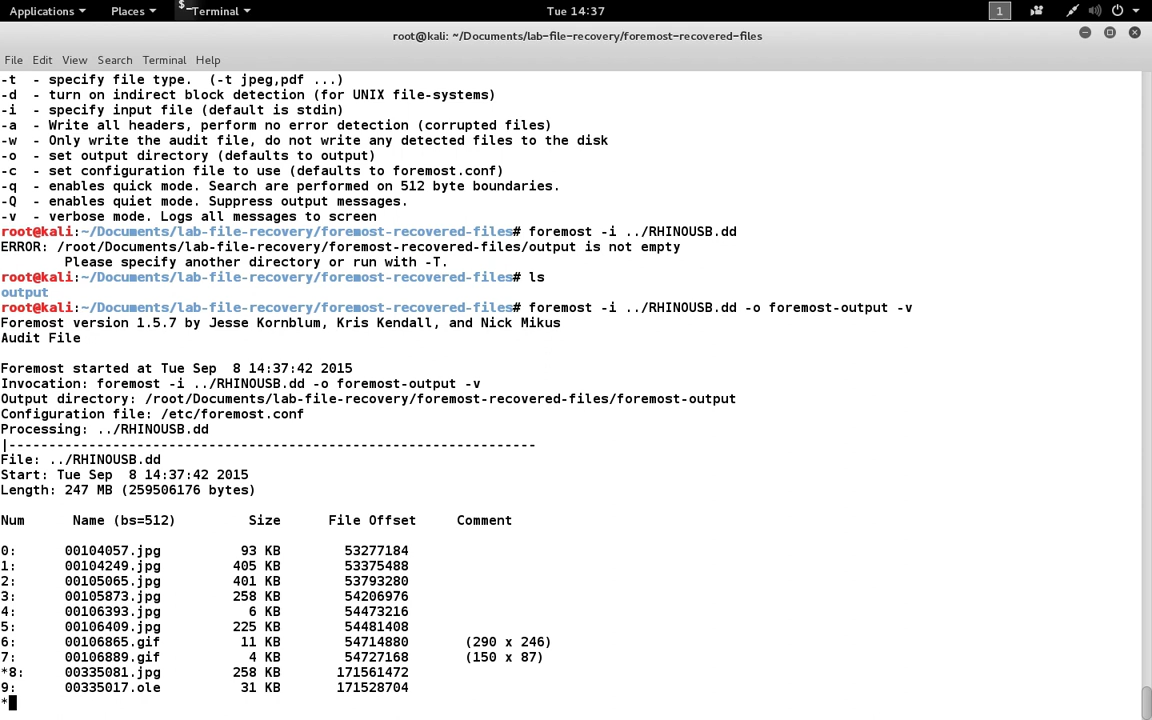 Applications Places Terminal Tue 14:37 1
root@kali: ~/Documents/lab-file-recovery/foremost-recovered-files
File Edit View Search Terminal Help
-t  - specify file type.  (-t jpeg,pdf ...)
-d  - turn on indirect block detection (for UNIX file-systems)
-i  - specify input file (default is stdin)
-a  - Write all headers, perform no error detection (corrupted files)
-w  - Only write the audit file, do not write any detected files to the disk
-o  - set output directory (defaults to output)
-c  - set configuration file to use (defaults to foremost.conf)
-q  - enables quick mode. Search are performed on 512 byte boundaries.
-Q  - enables quiet mode. Suppress output messages.
-v  - verbose mode. Logs all messages to screen
root@kali:~/Documents/lab-file-recovery/foremost-recovered-files# foremost -i ../RHINOUSB.dd
ERROR: /root/Documents/lab-file-recovery/foremost-recovered-files/output is not empty
        Please specify another directory or run with -T.
root@kali:~/Documents/lab-file-recovery/foremost-recovered-files# ls
output
root@kali:~/Documents/lab-file-recovery/foremost-recovered-files# foremost -i ../RHINOUSB.dd -o foremost-output -v
Foremost version 1.5.7 by Jesse Kornblum, Kris Kendall, and Nick Mikus
Audit File
Foremost started at Tue Sep  8 14:37:42 2015
Invocation: foremost -i ../RHINOUSB.dd -o foremost-output -v
Output directory: /root/Documents/lab-file-recovery/foremost-recovered-files/foremost-output
Configuration file: /etc/foremost.conf
Processing: ../RHINOUSB.dd
|------------------------------------------------------------------
File: ../RHINOUSB.dd
Start: Tue Sep  8 14:37:42 2015
Length: 247 MB (259506176 bytes)
Num      Name (bs=512)         Size      File Offset     Comment
0:      00104057.jpg          93 KB        53277184
1:      00104249.jpg         405 KB        53375488
2:      00105065.jpg         401 KB        53793280
3:      00105873.jpg         258 KB        54206976
4:      00106393.jpg           6 KB        54473216
5:      00106409.jpg         225 KB        54481408
6:      00106865.gif          11 KB        54714880       (290 x 246)
7:      00106889.gif           4 KB        54727168       (150 x 87)
*8:     00335081.jpg         258 KB       171561472
9:      00335017.ole          31 KB       171528704
*